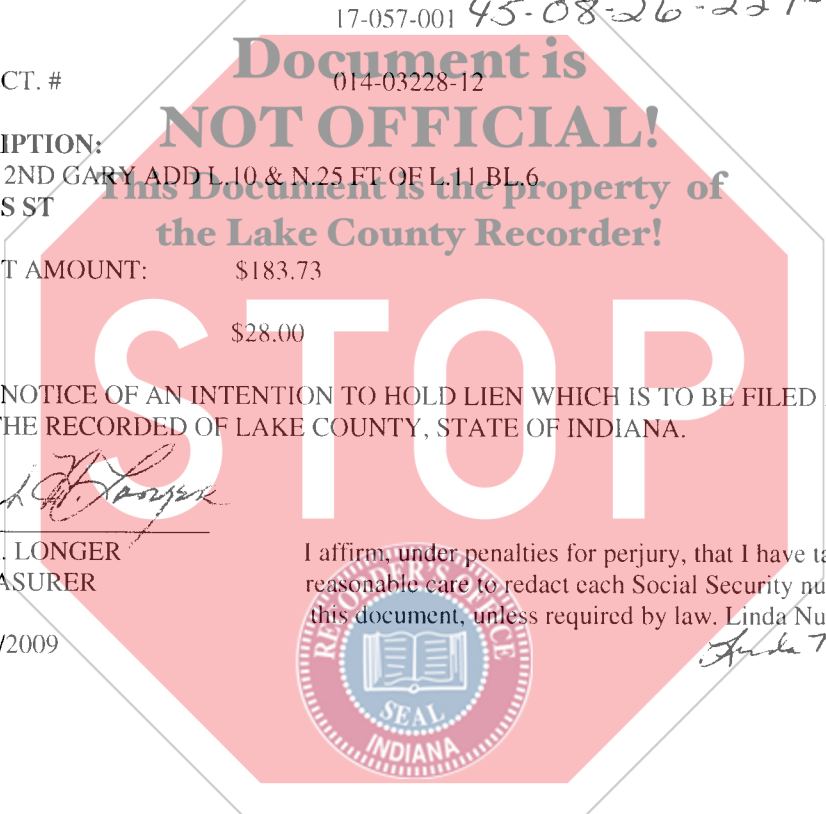 17-057-001 45-08-26-22
Document is
CT. # 014-03228-12
NOT OFFICIAL!
IPTION:
2ND GARY ADD L.10 & N.25 FT OF L.11 BL.6
This Document is the property of
S ST
the Lake County Recorder!
T AMOUNT: $183.73
$28.00
STOP
NOTICE OF AN INTENTION TO HOLD LIEN WHICH IS TO BE FILED
HE RECORDED OF LAKE COUNTY, STATE OF INDIANA.
H. Longer
. LONGER
ASURER
/2009
I affirm, under penalties for perjury, that I have ta
reasonable care to redact each Social Security nu
this document, unless required by law. Linda Nu
Linda
RECORDER'S OFFICE
SEAL
INDIANA